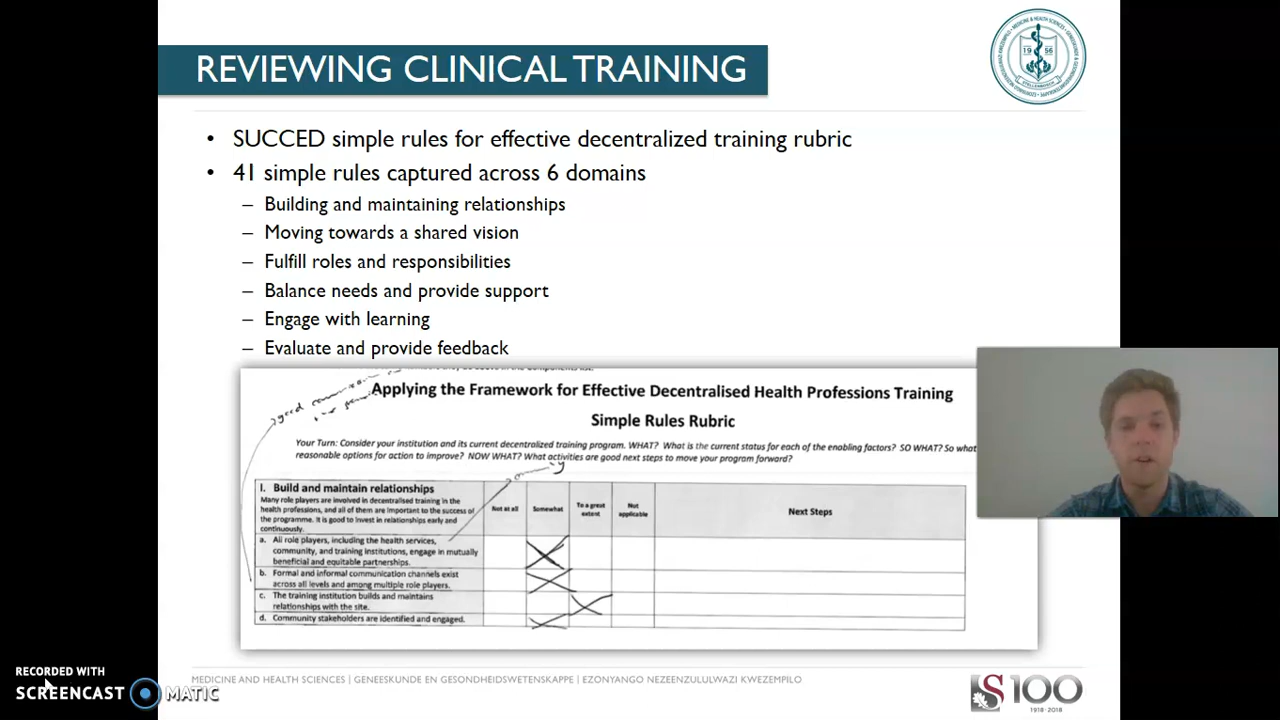 REVIEWING CLINICAL TRAINING
1956
• SUCCED simple rules for effective decentralized training rubric
• 41 simple rules captured across 6 domains
– Building and maintaining relationships
– Moving towards a shared vision
– Fulfill roles and responsibilities
– Balance needs and provide support
– Engage with learning
– Evaluate and provide feedback
good
Applying the Framework for Effective Decentralised Health Professions Training
Simple Rules Rubric
Your Turn: Consider your institution and its current decentralized training program. WHAT? What is the current status for each of the enabling factors? SO WHAT? So what
reasonable options for action to improve? NOW WHAT? What activities are good next steps to move your program forward?
I. Build and maintain relationships
Many role players are involved in decentralised training in the
health professions, and all of them are important to the success of
the programme. It is good to invest in relationships early and
continuously.
Not at all
Somewhat
To a great
extent
Not
applicable
Next Steps
a. All role players, including the health services,
community, and training institutions, engage in mutually
beneficial and equitable partnerships.
b. Formal and informal communication channels exist
across all levels and among multiple role players.
c. The training institution builds and maintains
relationships with the site.
d. Community stakeholders are identified and engaged.
RECORDED WITH
SCREENCAST MATIC
MEDICINE AND HEALTH SCIENCES | GENEESKUNDE EN GESONDHEIDSWETENSKAPPE | EZONYANGO NEZEENZULULWAZI KWEZEMPILO
S100
1918·2018